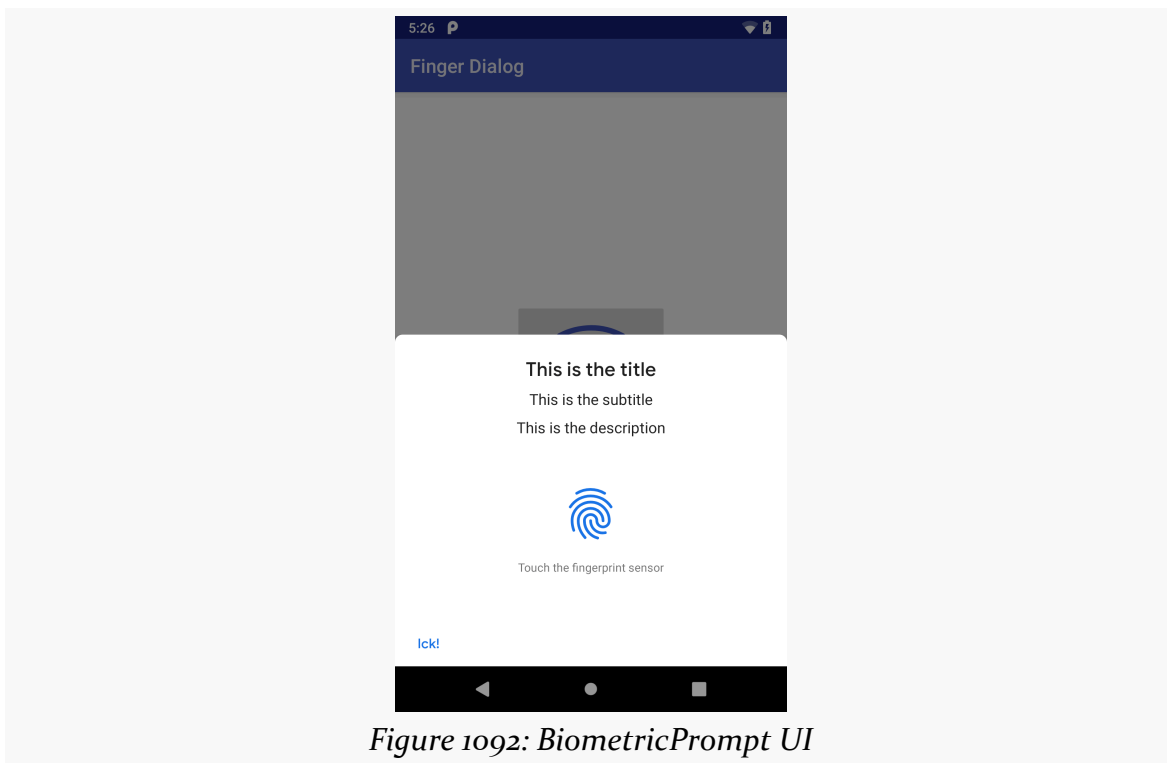 5:26
Finger Dialog
This is the title
This is the subtitle
This is the description
Touch the fingerprint sensor
Ick!
Figure 1092: BiometricPrompt UI